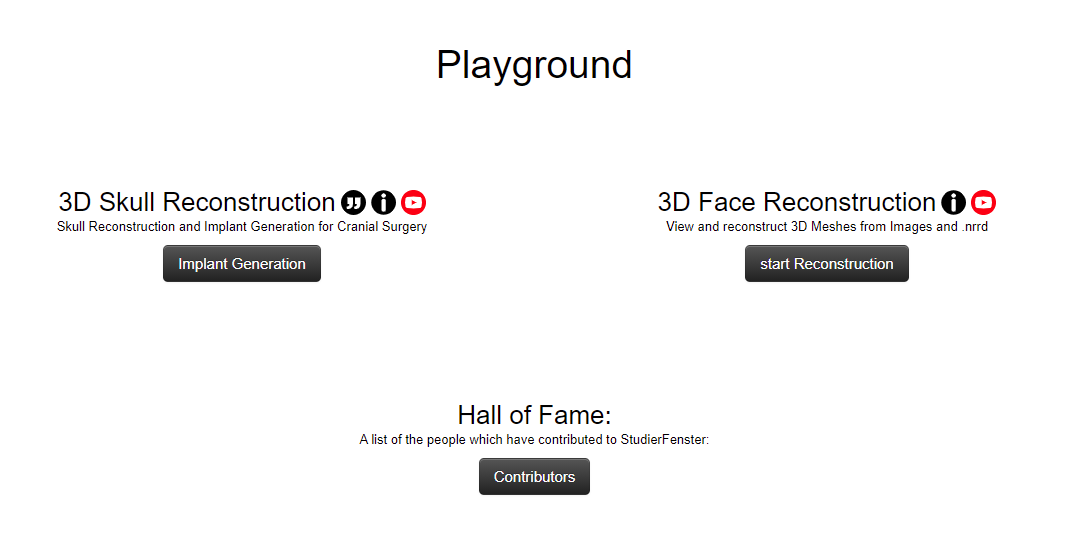 Playground
3D Skull Reconstruction
Skull Reconstruction and Implant Generation for Cranial Surgery
Implant Generation
3D Face Reconstruction
View and reconstruct 3D Meshes from Images and .nrrd
start Reconstruction
Hall of Fame:
A list of the people which have contributed to StudierFenster:
Contributors